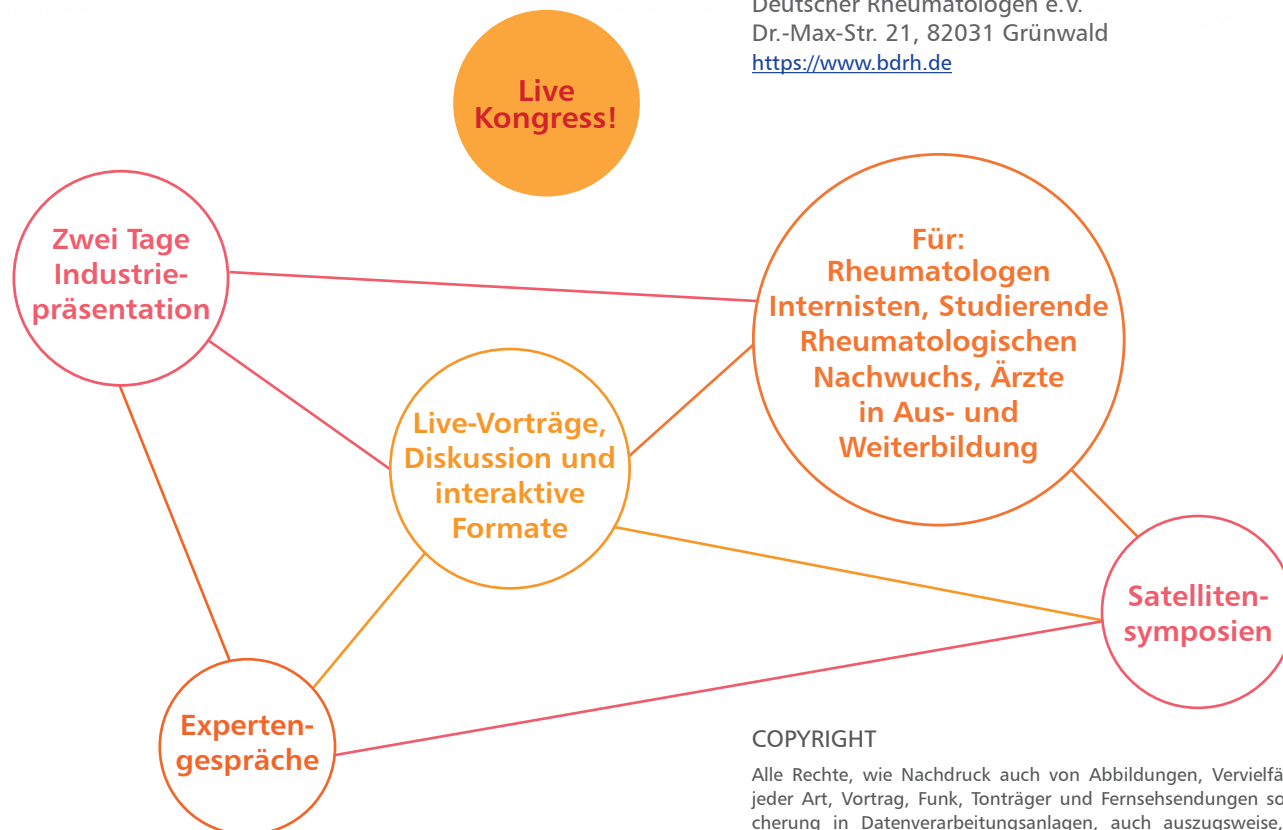 Deutscher Rheumatologen e.V.
Dr.-Max-Str. 21, 82031 Grünwald
https://www.bdrh.de
Live
Kongress!
Zwei Tage
Industrie-
präsentation
Für:
Rheumatologen
Internisten, Studierende
Rheumatologischen
Nachwuchs, Ärzte
in Aus- und
Weiterbildung
Live-Vorträge,
Diskussion und
interaktive
Formate
Satelliten-
symposien
Experten-
gespräche
COPYRIGHT
Alle Rechte, wie Nachdruck auch von Abbildungen, Vervielfä
jeder Art, Vortrag, Funk, Tonträger und Fernsehsendungen so
cherung in Datenverarbeitungsanlagen, auch auszugsweise,